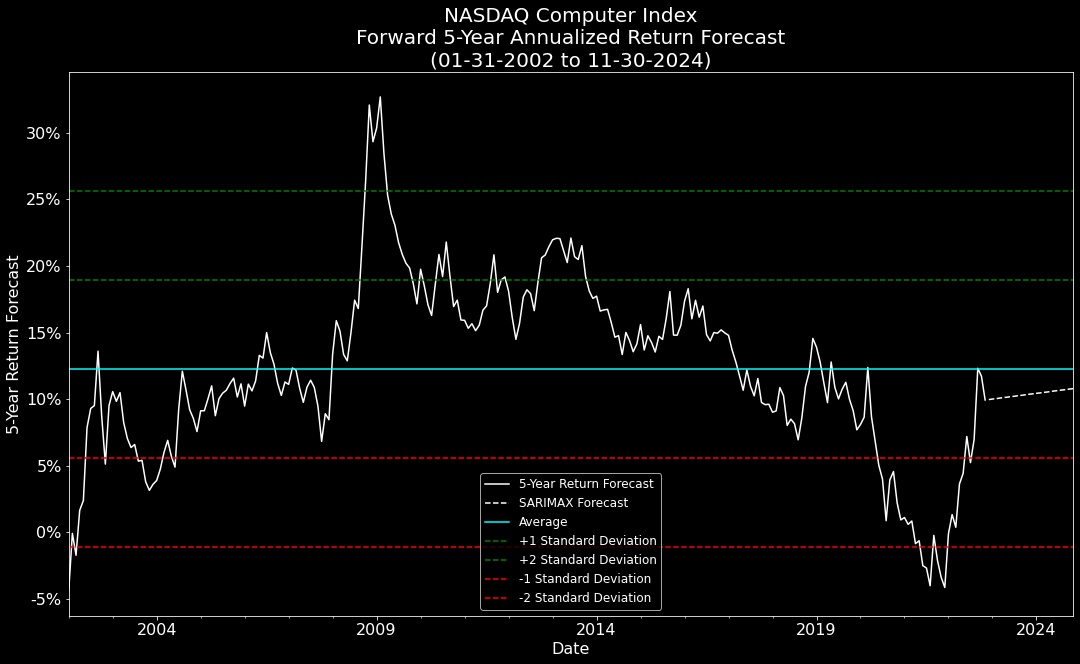 NASDAQ Computer Index
Forward 5-Year Annualized Return Forecast
(01-31-2002 to 11-30-2024)
5-Year Return Forecast
30%
25%
20%
15%
10%
5%
0%
-5%
5-Year Return Forecast
SARIMAX Forecast
Average
+1 Standard Deviation
+2 Standard Deviation
-1 Standard Deviation
-2 Standard Deviation
2004
2009
2014
2019
2024
Date